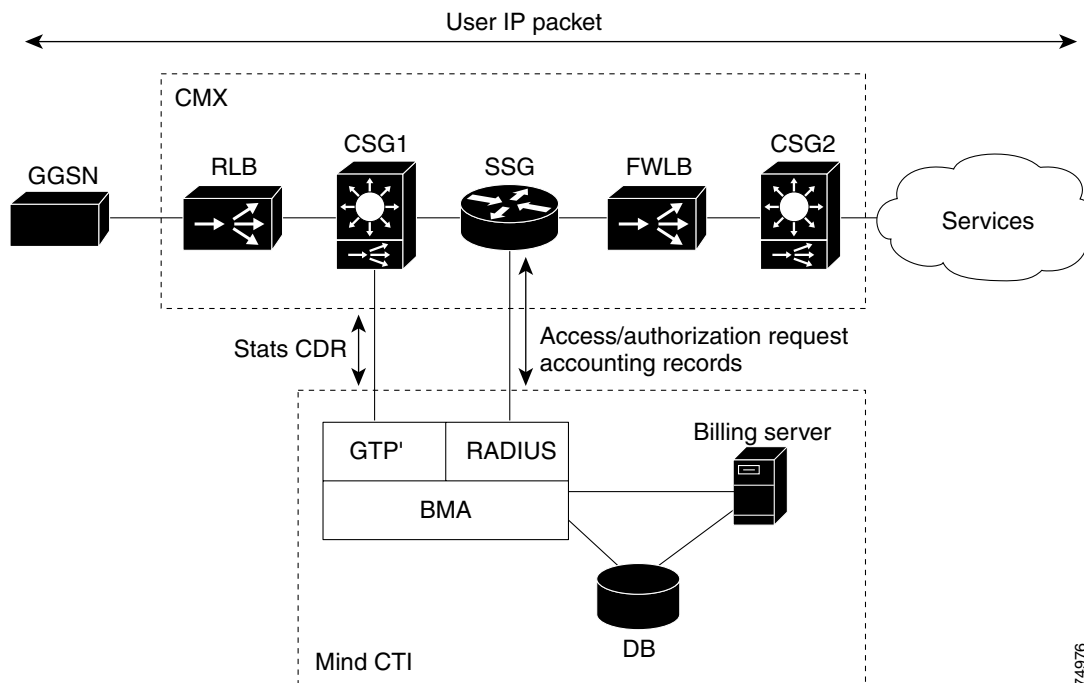 User IP packet
CMX
GGSN
RLB
CSG1
SSG
FWLB
CSG2
Services
Stats CDR
Access/authorization request
accounting records
GTP'
RADIUS
BMA
Billing server
DB
Mind CTI
74976